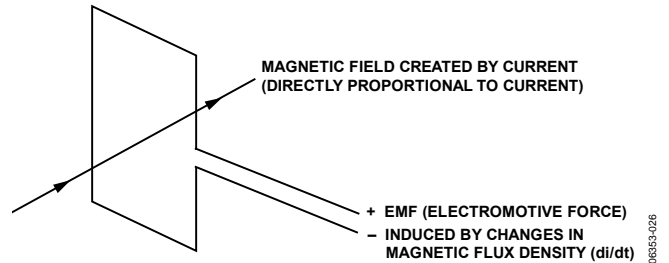 MAGNETIC FIELD CREATED BY CURRENT
(DIRECTLY PROPORTIONAL TO CURRENT)
+ EMF (ELECTROMOTIVE FORCE)
– INDUCED BY CHANGES IN
MAGNETIC FLUX DENSITY (di/dt)
06353-026